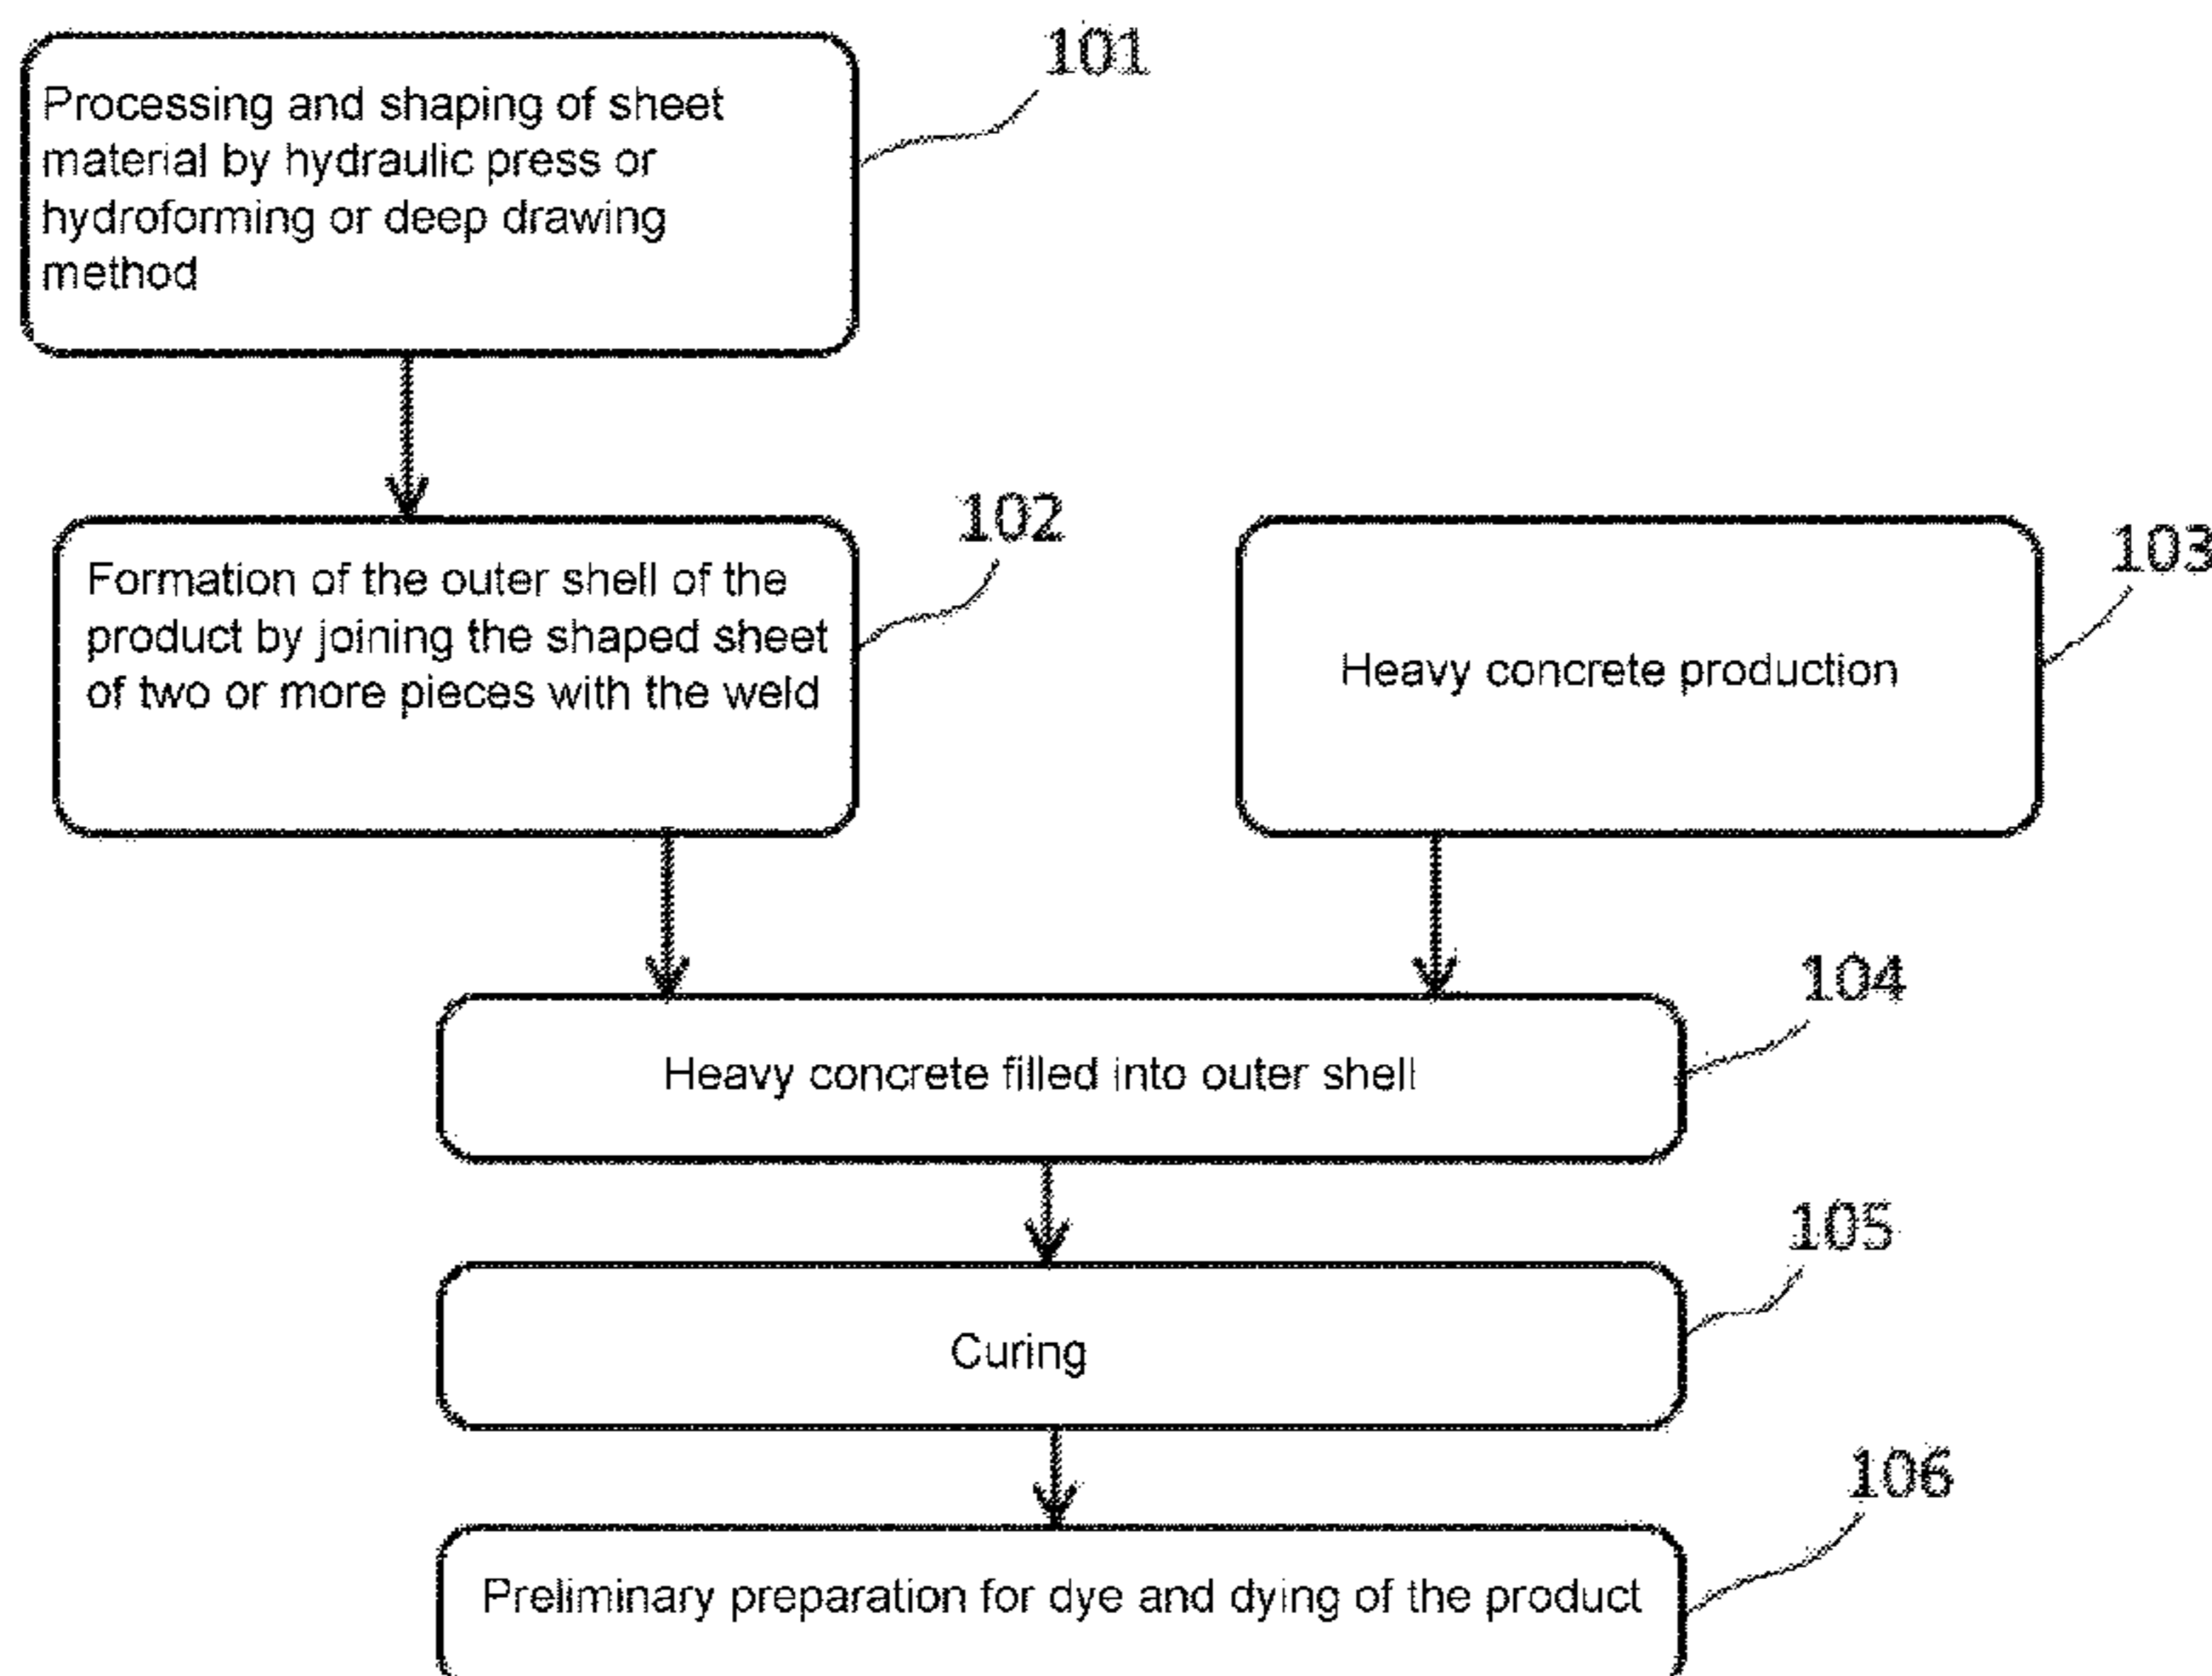 101
Processing and shaping of sheet
material by hydraulic press or
hydroforming or deep drawing
method
102
Formation of the outer shell of the
product by joining the shaped sheet
of two or more pieces with the weld
103
Heavy concrete production
104
Heavy concrete filled into outer shell
105
Curing
106
Preliminary preparation for dye and dying of the product